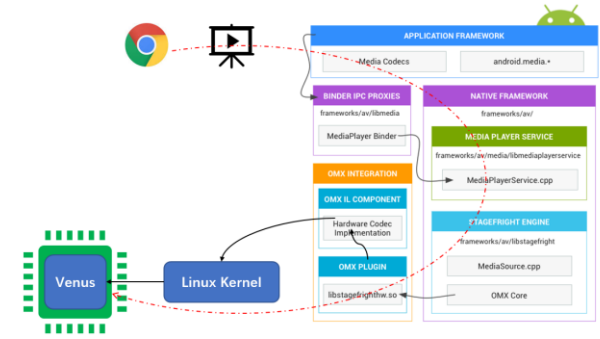 APPLICATION FRAMEWORK
Media Codecs
android.media.*
BINDER IPC PROXIES
frameworks/av/libmedia
MediaPlayer Binder
NATIVE FRAMEWORK
frameworks/av/
MEDIA PLAYER SERVICE
frameworks/av/media/libmediaplayerservice
MediaPlayerService.cpp
OMX INTEGRATION
OMX IL COMPONENT
Hardware Codec
Implementation
OMX PLUGIN
libstagefrighthw.so
STAGEFRIGHT ENGINE
frameworks/av/libstagefright
MediaSource.cpp
OMX Core
Linux Kernel
Venus